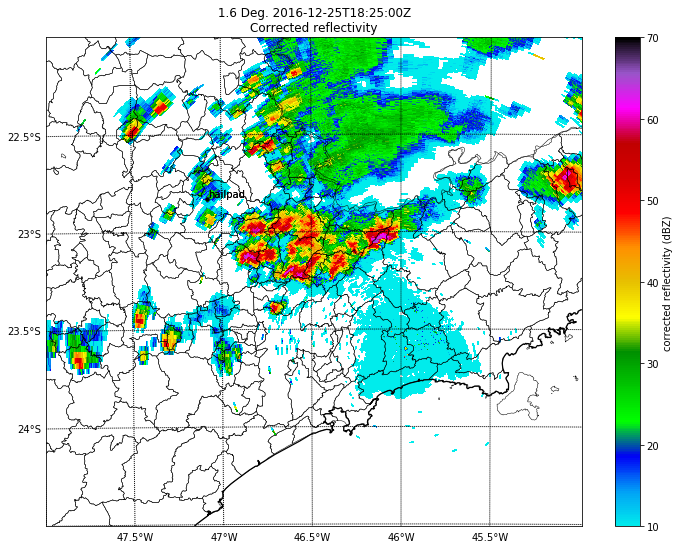 1.6 Deg. 2016-12-25T18:25:00Z
Corrected reflectivity
22.5°S
23°S
23.5°S
24°S
47.5°W
47°W
46.5°W
46°W
45.5°W
hailpad
70
60
50
40
30
20
10
corrected reflectivity (dBZ)